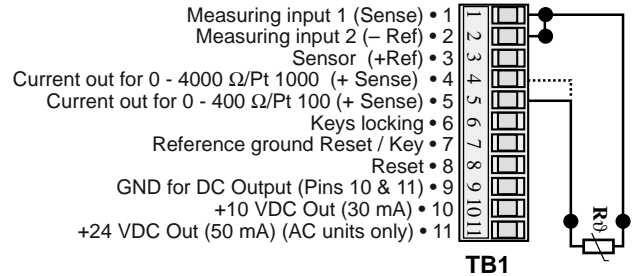 Measuring input 1 (Sense) • 1
Measuring input 2 (– Ref) • 2
Sensor (+Ref) • 3
Current out for 0 - 4000 Ω/Pt 1000 (+ Sense) • 4
Current out for 0 - 400 Ω/Pt 100 (+ Sense) • 5
Keys locking • 6
Reference ground Reset / Key • 7
Reset • 8
GND for DC Output (Pins 10 & 11) • 9
+10 VDC Out (30 mA) • 10
+24 VDC Out (50 mA) (AC units only) • 11
1
2
3
4
5
6
7
8
9
10
11
Rϑ
TB1